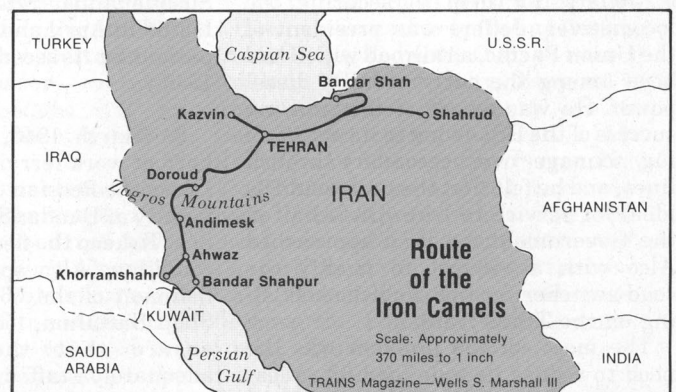 TURKEY
Caspian Sea
U.S.S.R.
Bandar Shah
Kazvin
Shahrud
TEHRAN
IRAQ
Doroud
Zagros Mountains
IRAN
AFGHANISTAN
Andimesk
Ahwaz
Khorramshahr
Bandar Shahpur
KUWAIT
Route
of the
Iron Camels
Scale: Approximately
370 miles to 1 inch
SAUDI
ARABIA
Persian
Gulf
INDIA
TRAINS Magazine—Wells S. Marshall III